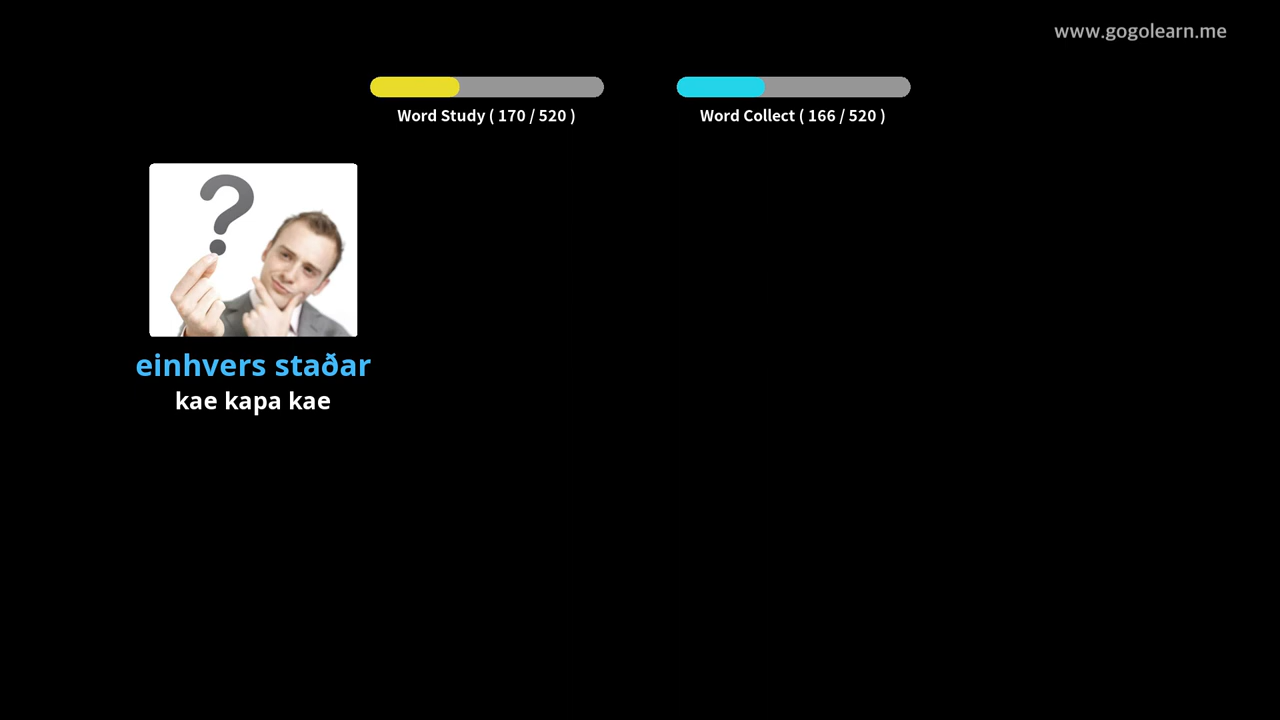 www.gogolearn.me
Word Study ( 170 / 520 )
Word Collect ( 166 / 520 )
?
einhvers staðar
kae kapa kae